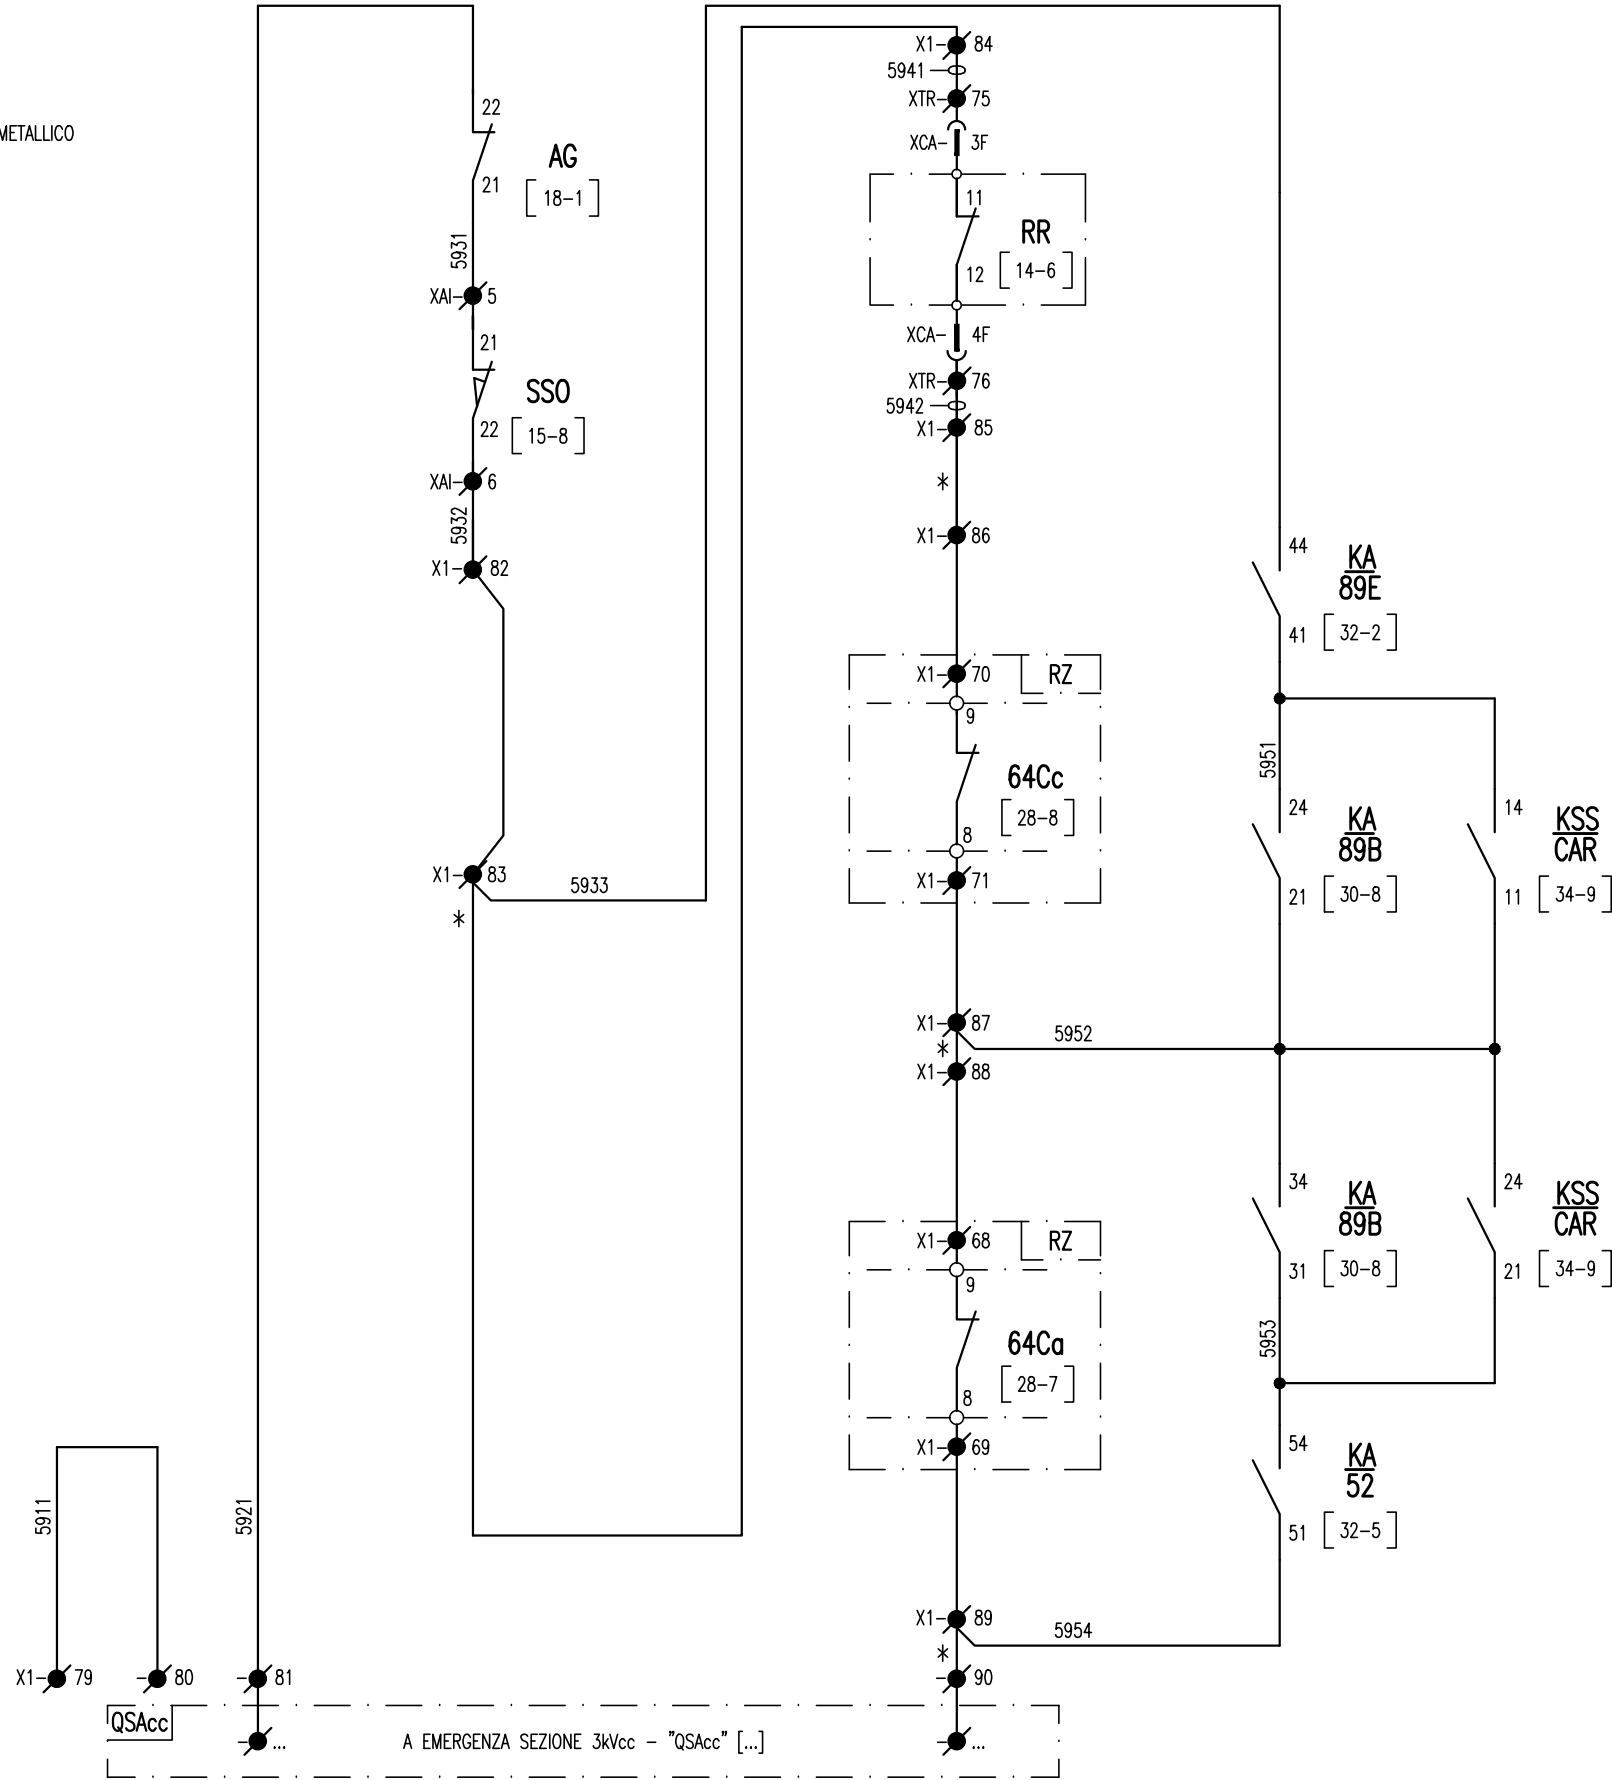 METALLICO
22
AG
21
[ 18-1 ]
5931
XAI- 5
21
SSO
22
[ 15-8 ]
XAI- 6
5932
X1- 82
X1- 83
5933
*
X1- 84
5941
XTR- 75
XCA- 3F
11
RR
12
[ 14-6 ]
XCA- 4F
XTR- 76
5942
X1- 85
*
X1- 86
X1- 70
RZ
9
64Cc
[ 28-8 ]
8
X1- 71
X1- 87
5952
*
X1- 88
X1- 68
RZ
9
64Ca
[ 28-7 ]
8
X1- 69
X1- 89
5954
*
- 90
44
KA
89E
41
[ 32-2 ]
5951
24
KA
89B
21
[ 30-8 ]
14
KSS
CAR
11
[ 34-9 ]
34
KA
89B
31
[ 30-8 ]
24
KSS
CAR
21
[ 34-9 ]
5953
54
KA
52
51
[ 32-5 ]
5911
5921
X1- 79
- 80
- 81
QSAcc
- ...
A EMERGENZA SEZIONE 3kVcc - "QSAcc" [...]
- ...